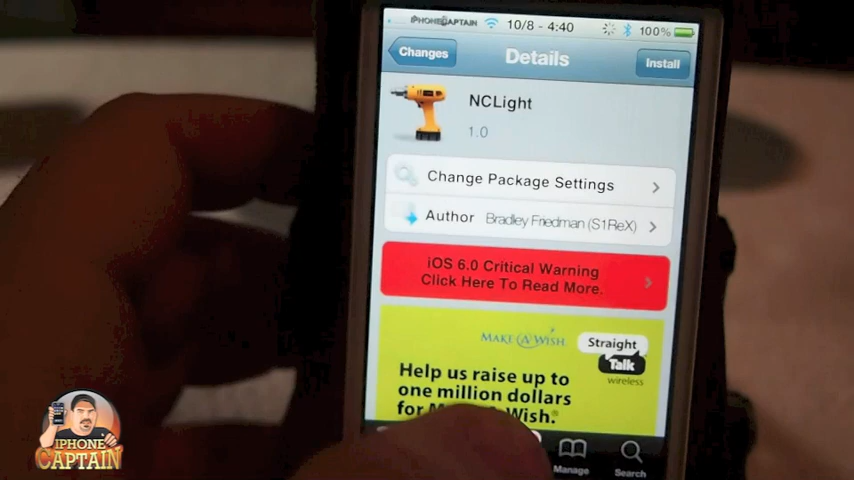 iPHONECAPTAIN 10/8 - 4:40 100%
Changes
Details
Install
NCLight
1.0
Change Package Settings
Author Bradley Friedman (S1ReX)
iOS 6.0 Critical Warning
Click Here To Read More.
MAKE A WISH.
Straight
Talk
wireless
Help us raise up to
one million dollars
for Wish.
Manage
Search
IPHONE
CAPTAIN